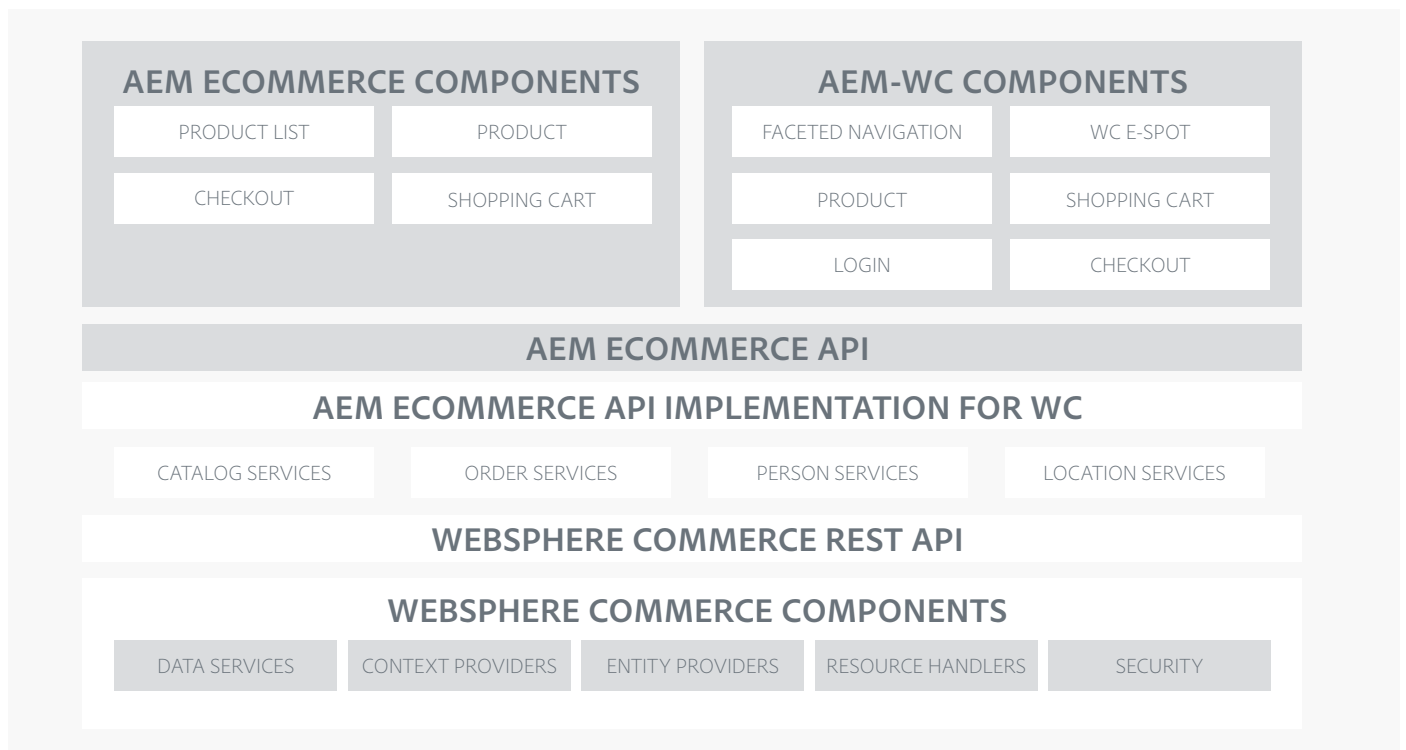 AEM ECOMMERCE COMPONENTS
PRODUCT LIST
PRODUCT
CHECKOUT
SHOPPING CART
AEM-WC COMPONENTS
FACETED NAVIGATION
WC E-SPOT
PRODUCT
SHOPPING CART
LOGIN
CHECKOUT
AEM ECOMMERCE API
AEM ECOMMERCE API IMPLEMENTATION FOR WC
CATALOG SERVICES
ORDER SERVICES
PERSON SERVICES
LOCATION SERVICES
WEBSPHERE COMMERCE REST API
WEBSPHERE COMMERCE COMPONENTS
DATA SERVICES
CONTEXT PROVIDERS
ENTITY PROVIDERS
RESOURCE HANDLERS
SECURITY